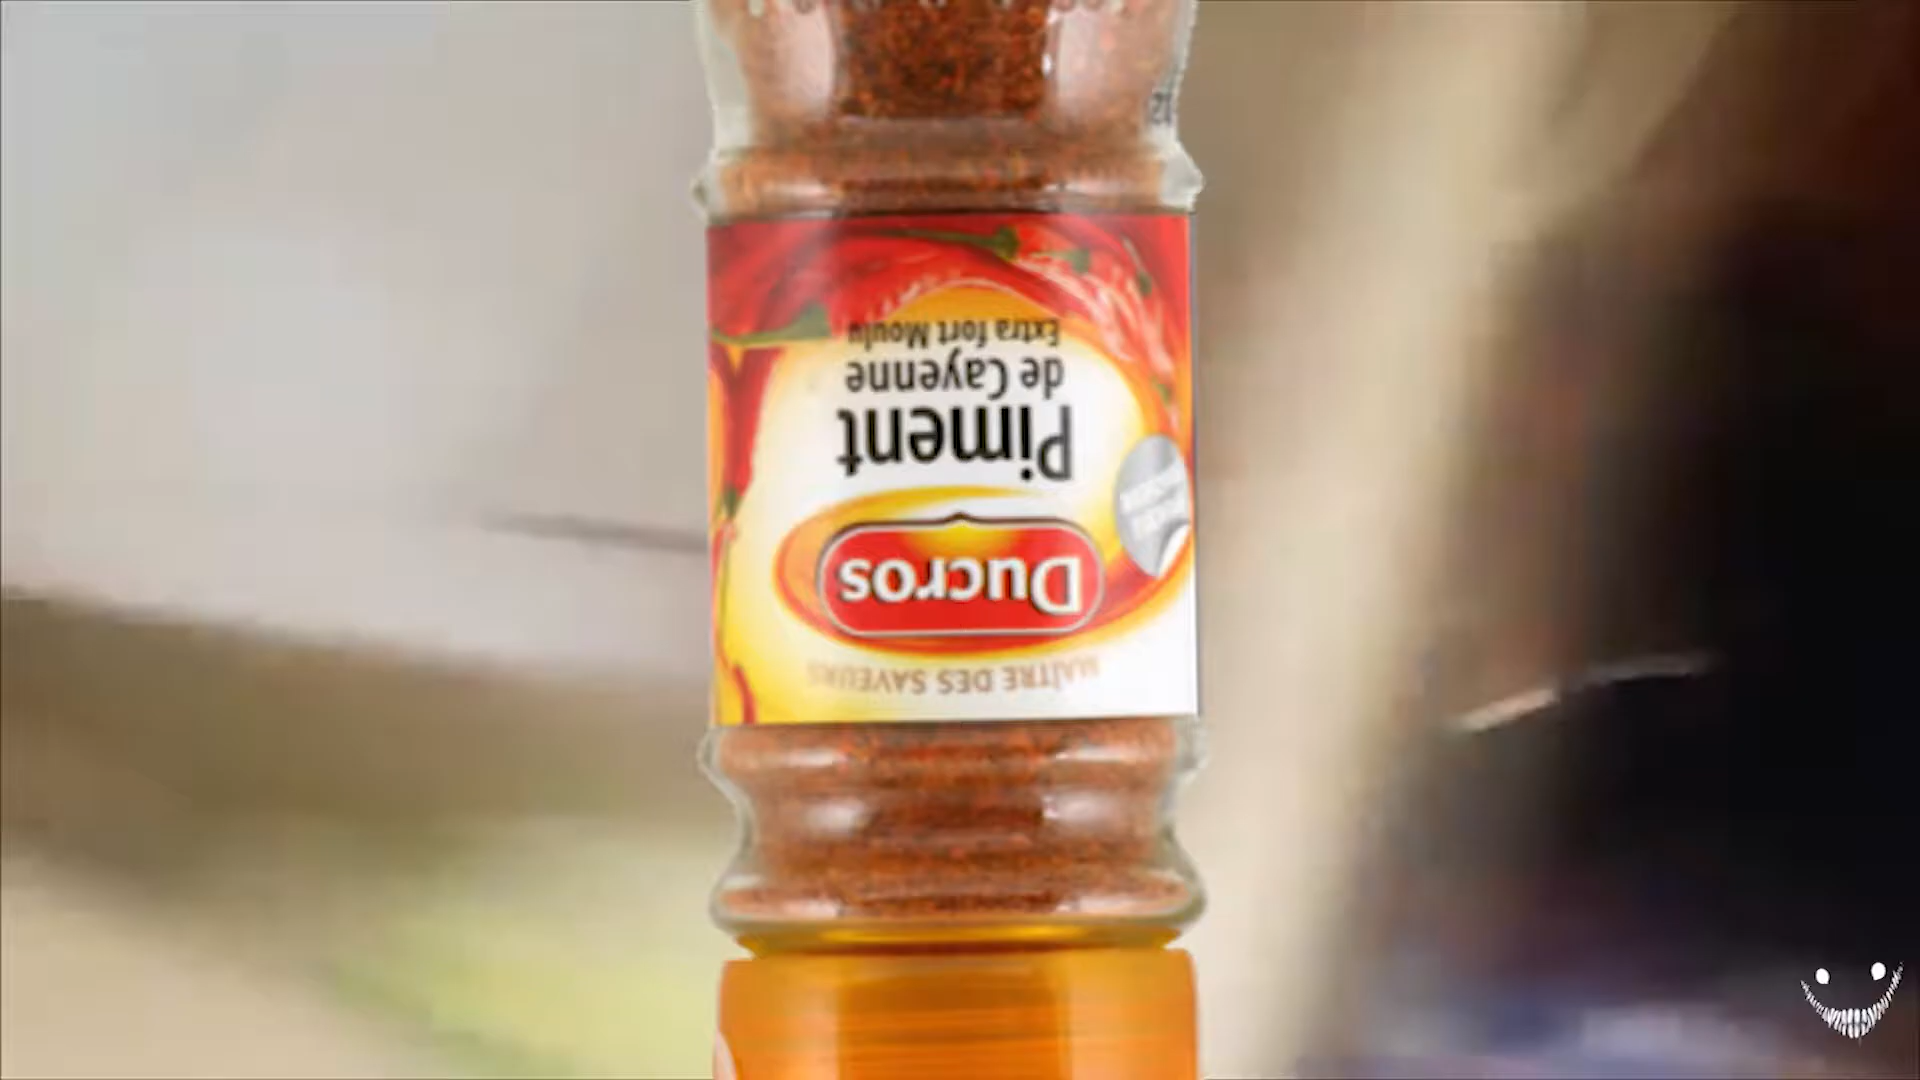 MAÎTRE DES SAVEURS
Ducros
Piment
de Cayenne
Extra fort Moulu